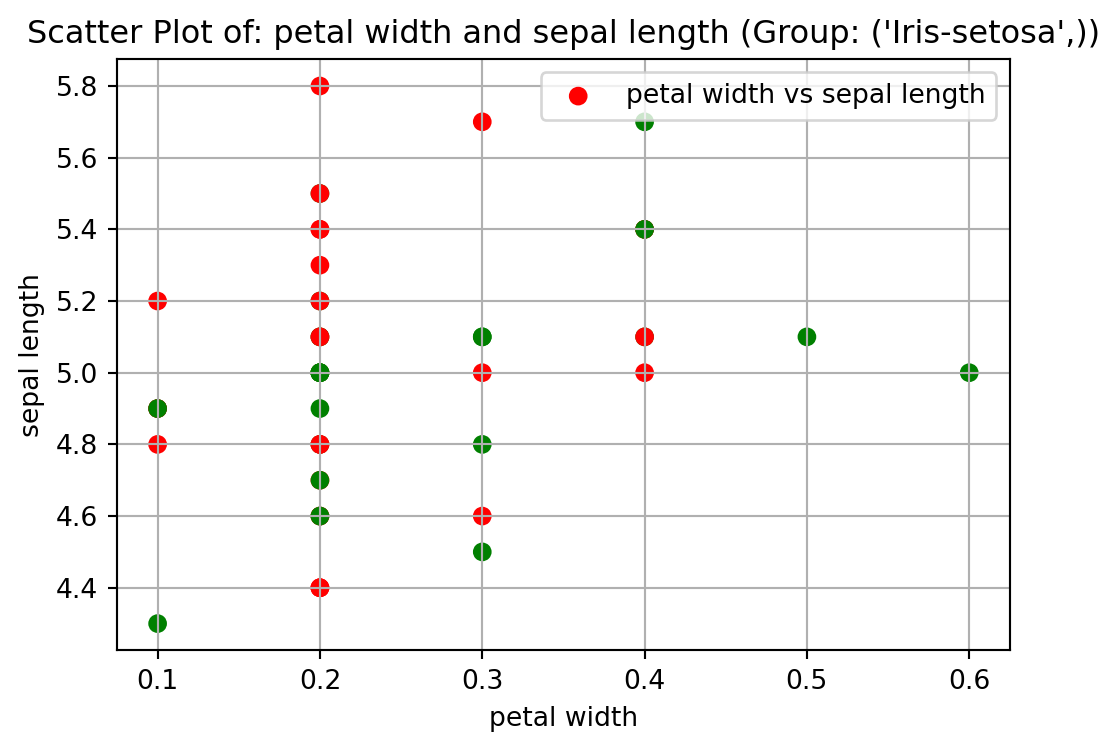 Scatter Plot of: petal width and sepal length (Group: ('Iris-setosa',))
petal width vs sepal length
5.8
5.6
5.4
5.2
5.0
4.8
4.6
4.4
sepal length
0.1 0.2 0.3 0.4 0.5 0.6
petal width